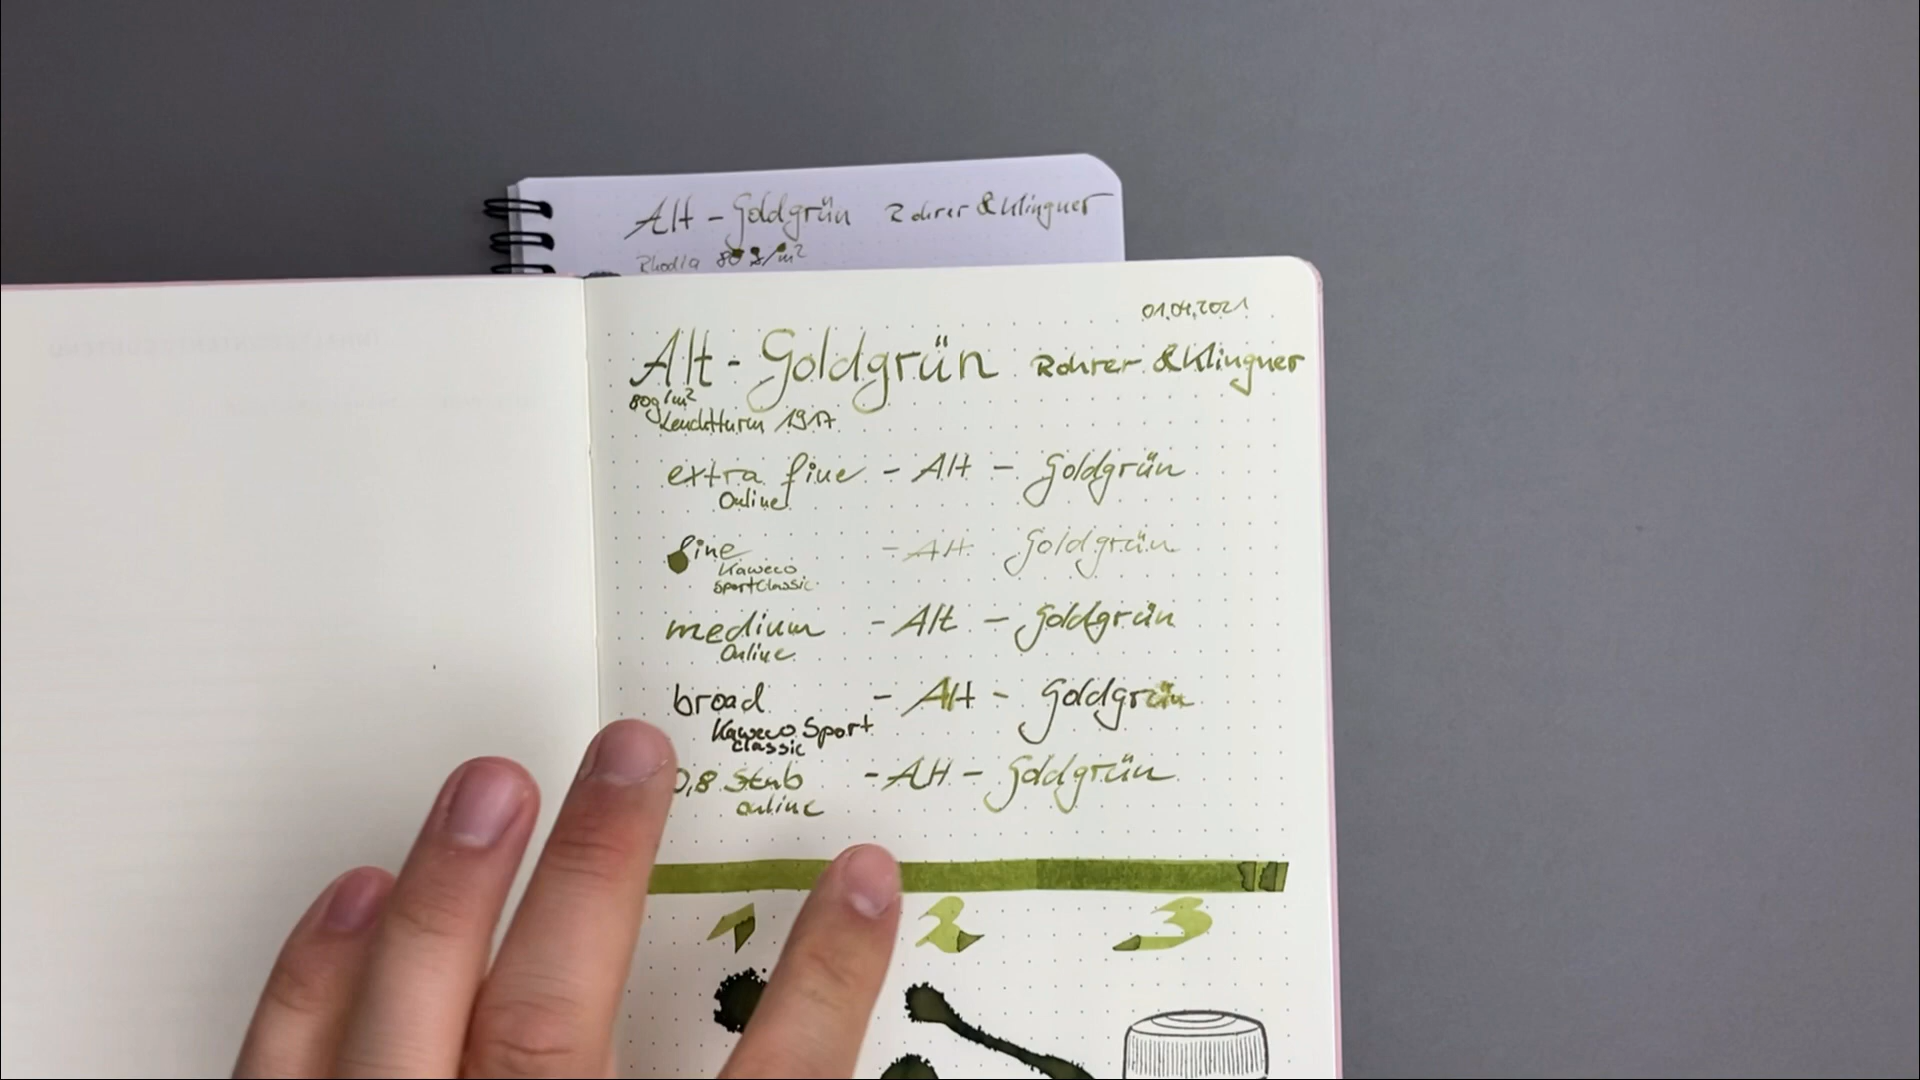 Alt - Goldgrün Rohrer & Klingner
Rhodia 80 g/m²
01.04.2021
Alt - Goldgrün Rohrer & Klingner
80g/m²
Leuchtturm 1917
extra fine - Alt - Goldgrün
Online
fine - Alt Goldgrün
Kaweco
Sport Classic
medium - Alt - Goldgrün
Online
broad - Alt - Goldgrün
Kaweco Sport
classic
0,8 Stub - Alt - Goldgrün
online
1 2 3